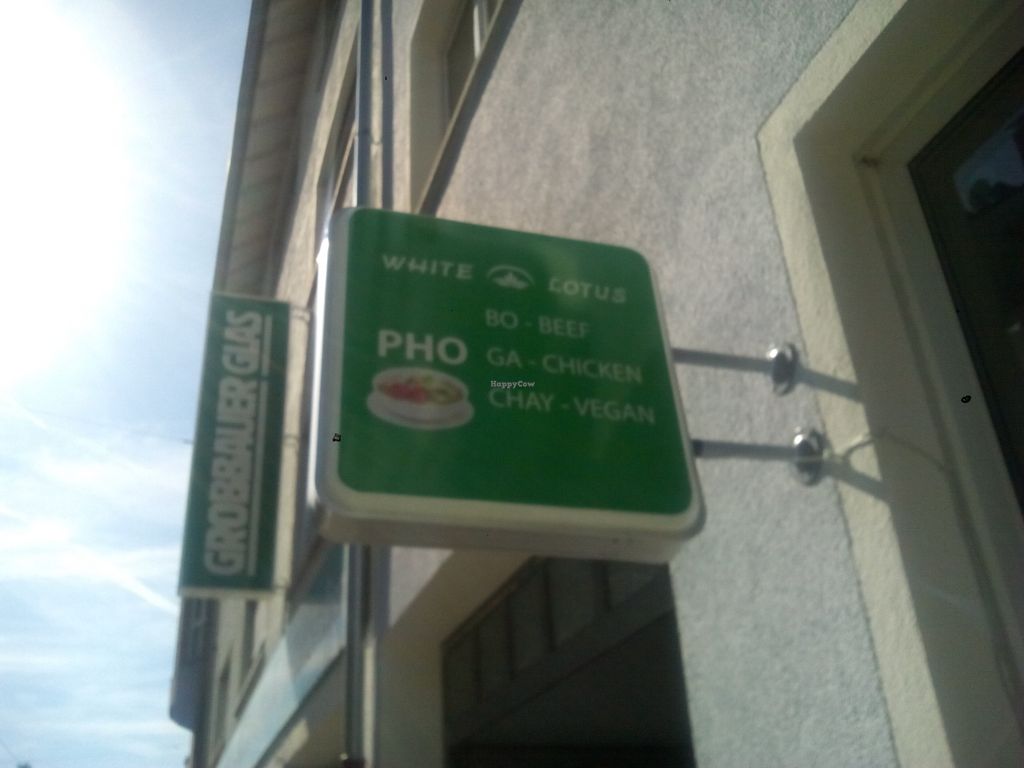 WHITE LOTUS
PHO
BO - BEEF
GA - CHICKEN
CHAY - VEGAN
HappyCow
GROBBAUER GLAS